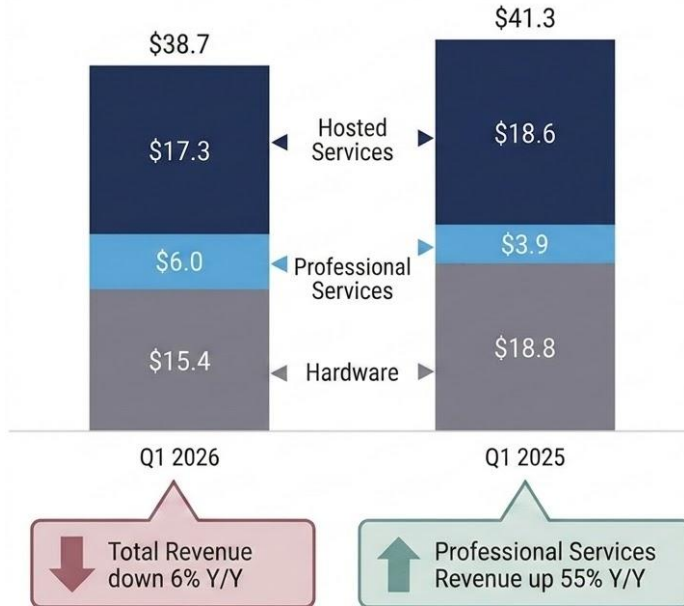 $38.7
$41.3
$17.3
Hosted
Services
$18.6
$6.0
Professional
Services
$3.9
$15.4
Hardware
$18.8
Q1 2026
Q1 2025
Total Revenue
down 6% Y/Y
Professional Services
Revenue up 55% Y/Y